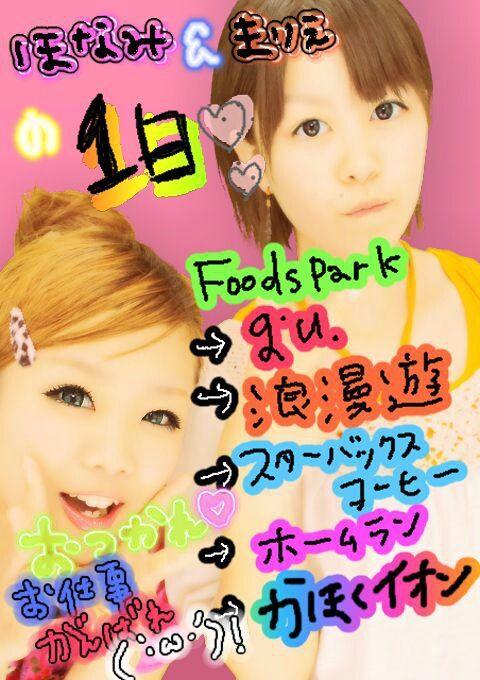 ほなみ & まりえ
の 1日
Foodspark
→ g.u.
→ 浪漫遊
→ スターバックス
コーヒー
→ ホームラン
→ かほくイオン
おつかれ♡
お仕事
がんばれ
(´･ω･`)ﾉ!